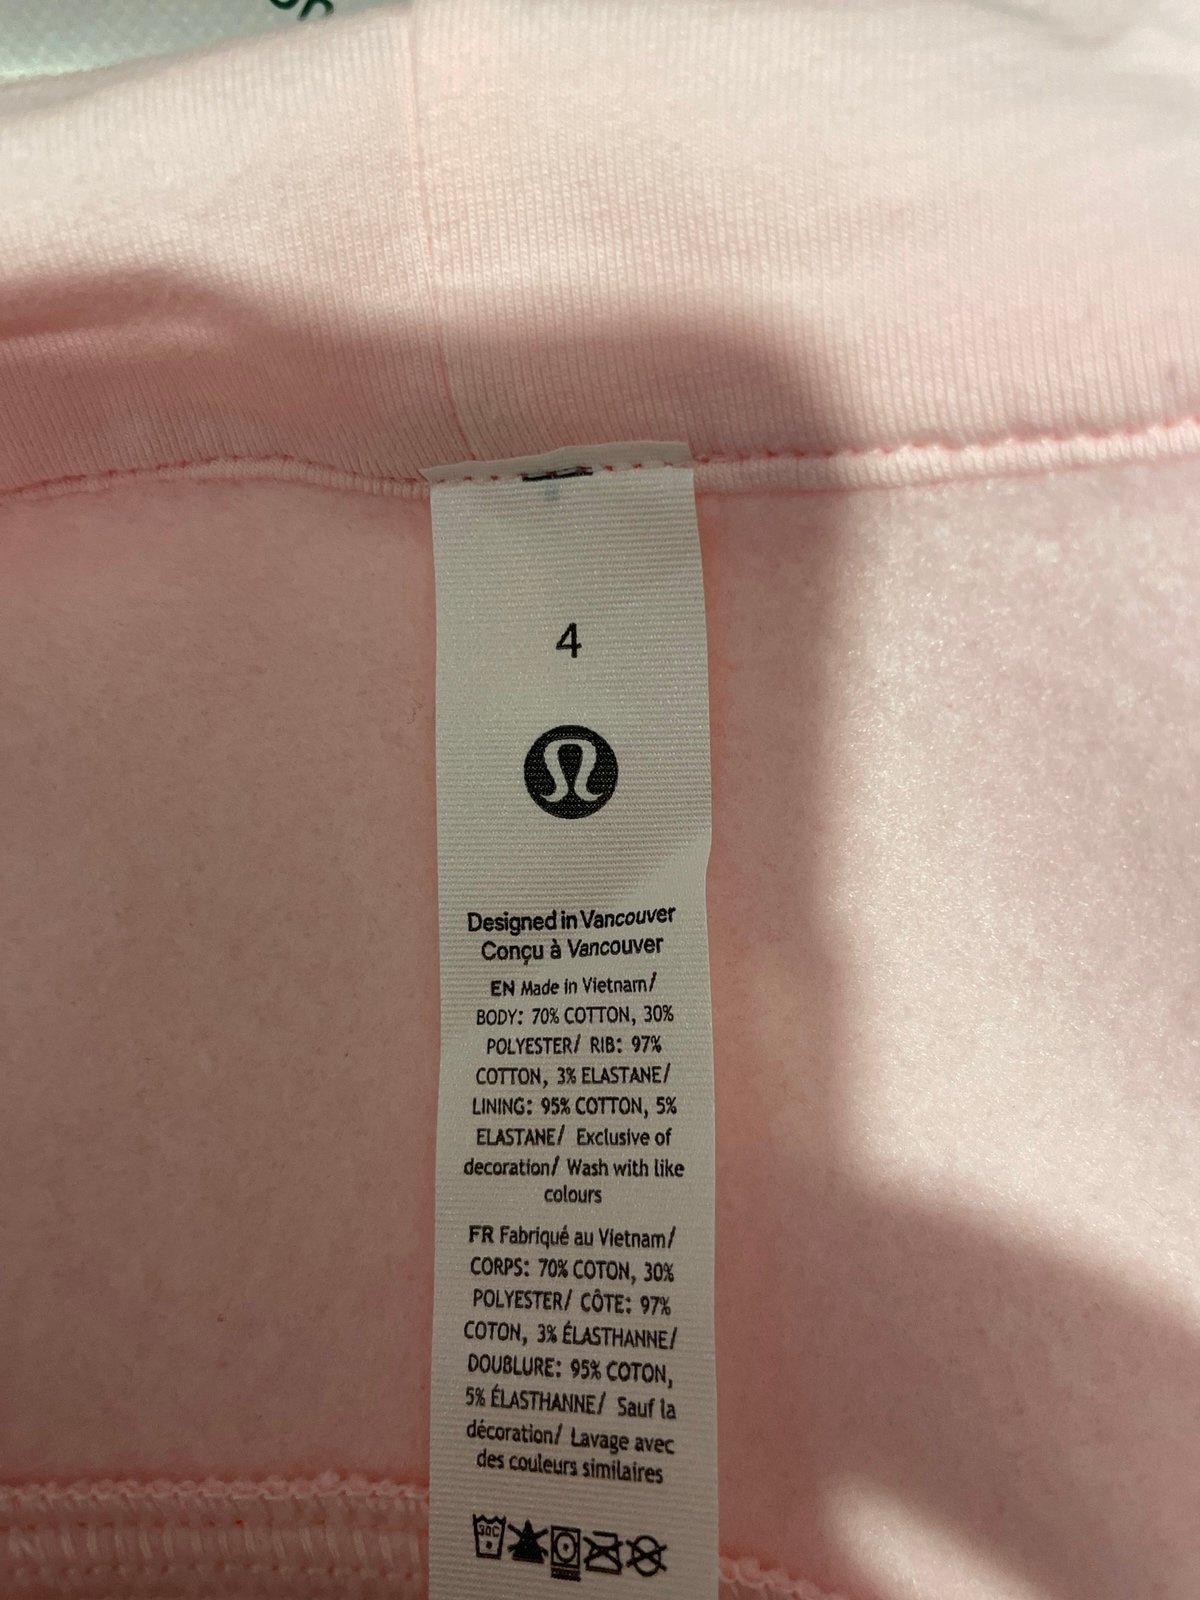 4
Designed in Vancouver
Conçu à Vancouver
EN Made in Vietnam/
BODY: 70% COTTON, 30%
POLYESTER/ RIB: 97%
COTTON, 3% ELASTANE/
LINING: 95% COTTON, 5%
ELASTANE/ Exclusive of
decoration/ Wash with like
colours
FR Fabriqué au Vietnam/
CORPS: 70% COTON, 30%
POLYESTER/ CÔTE: 97%
COTON, 3% ÉLASTHANNE/
DOUBLURE: 95% COTON,
5% ÉLASTHANNE/ Sauf la
décoration/ Lavage avec
des couleurs similaires
30C